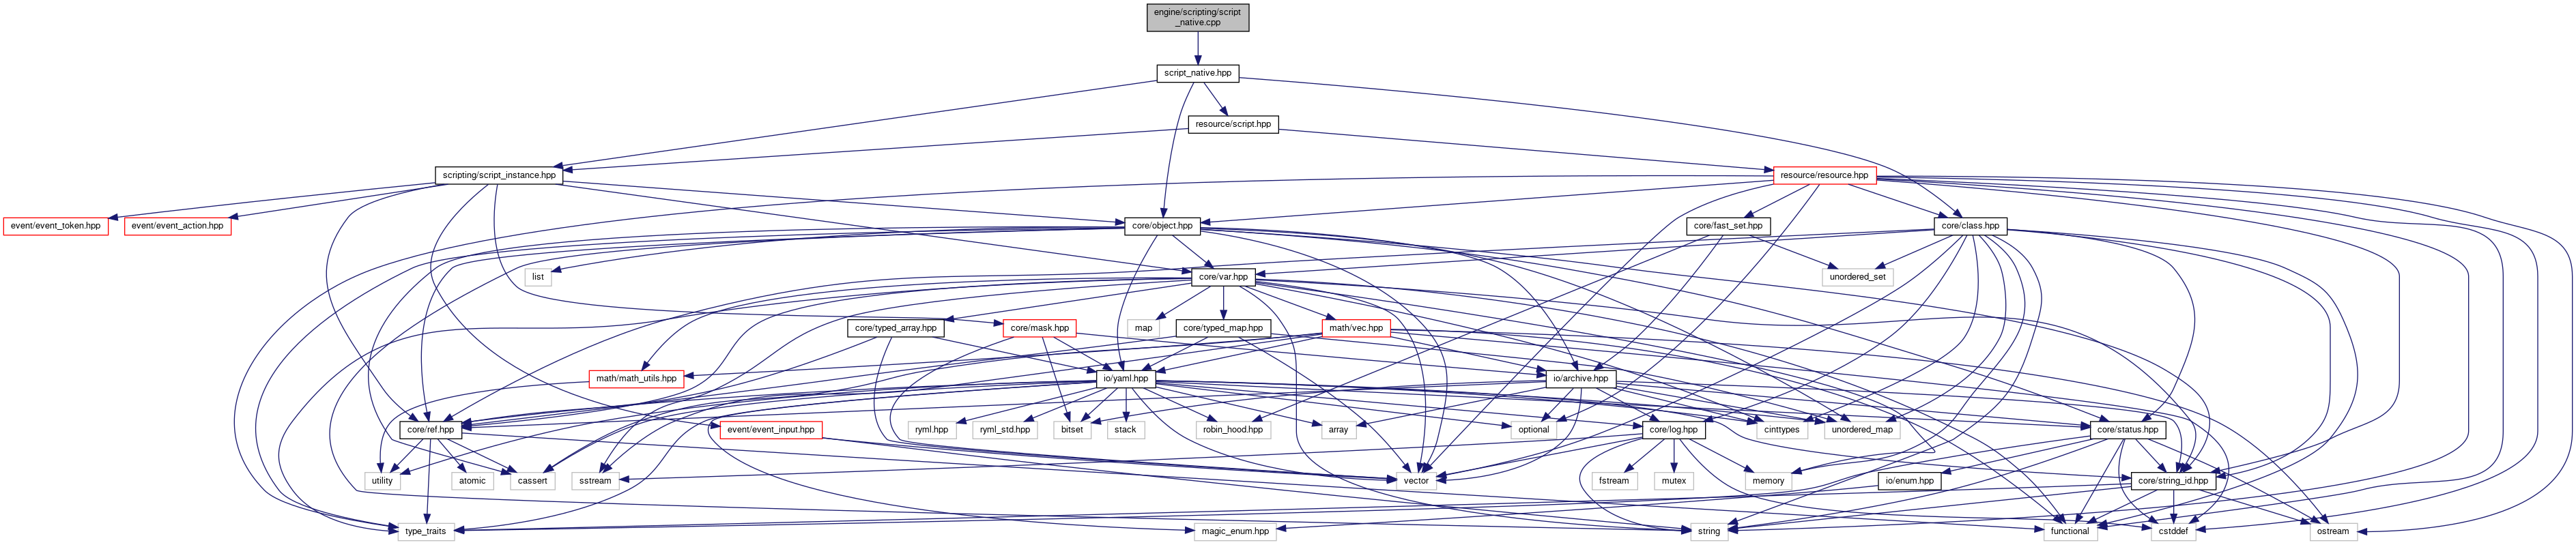 engine/scripting/script
_native.cpp
script_native.hpp
resource/script.hpp
scripting/script_instance.hpp
resource/resource.hpp
event/event_token.hpp
event/event_action.hpp
core/object.hpp
core/fast_set.hpp
core/class.hpp
list
core/var.hpp
unordered_set
core/typed_array.hpp
core/mask.hpp
map
core/typed_map.hpp
math/vec.hpp
math/math_utils.hpp
io/yaml.hpp
io/archive.hpp
core/ref.hpp
event/event_input.hpp
ryml.hpp
ryml_std.hpp
bitset
stack
robin_hood.hpp
array
optional
core/log.hpp
cinttypes
unordered_map
core/status.hpp
utility
atomic
cassert
sstream
vector
fstream
mutex
memory
io/enum.hpp
core/string_id.hpp
type_traits
magic_enum.hpp
string
functional
cstddef
ostream